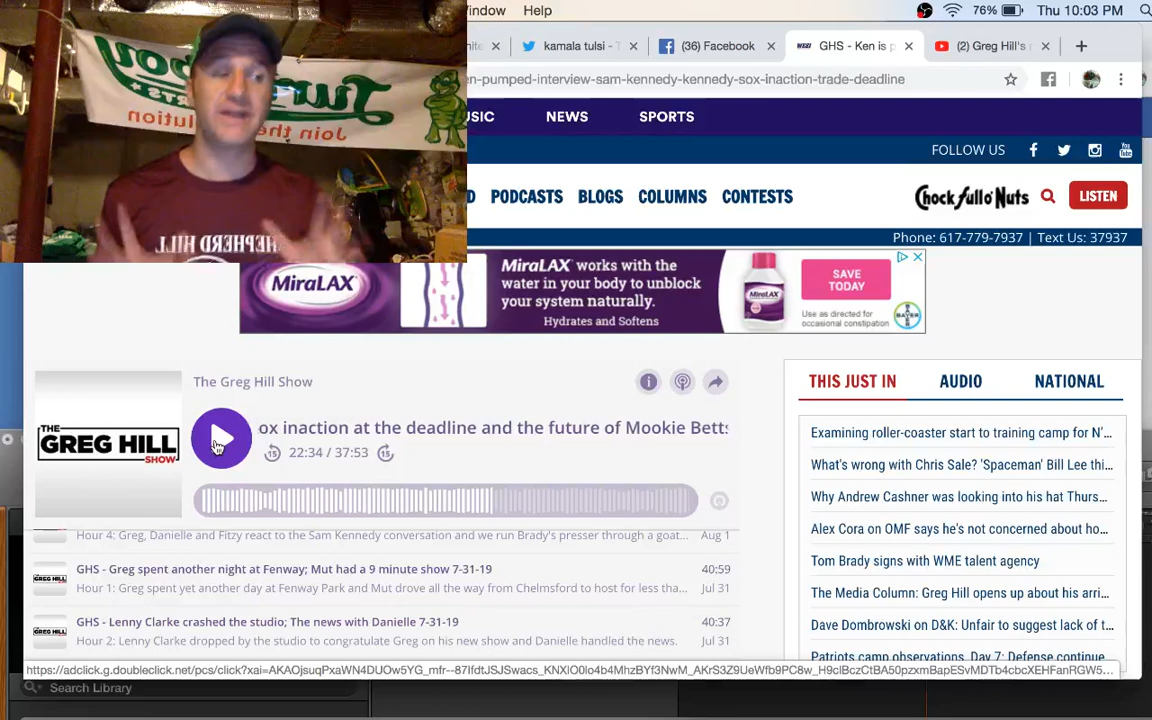 indow Help 76% Thu 10:03 PM
kamala tulsi - T (36) Facebook GHS - Ken is p (2) Greg Hill's r
en-pumped-interview-sam-kennedy-kennedy-sox-inaction-trade-deadline
USIC NEWS SPORTS
FOLLOW US
PODCASTS BLOGS COLUMNS CONTESTS Chock full o' Nuts LISTEN
Phone: 617-779-7937 | Text Us: 37937
Join the
olution
SHEPHERD HILL
MiraLAX MiraLAX works with the
water in your body to unblock
your system naturally.
Hydrates and Softens
SAVE
TODAY
Use as directed for
occasional constipation
BAYER
The Greg Hill Show
THE
GREG HILL
SHOW
ox inaction at the deadline and the future of Mookie Betts
15 22:34 / 37:53 15
Hour 4: Greg, Danielle and Fitzy react to the Sam Kennedy conversation and we run Brady's presser through a goat... Aug 1
GHS - Greg spent another night at Fenway; Mut had a 9 minute show 7-31-19 40:59
Hour 1: Greg spent yet another day at Fenway Park and Mut drove all the way from Chelmsford to host for less tha... Jul 31
GHS - Lenny Clarke crashed the studio; The news with Danielle 7-31-19 40:37
Hour 2: Lenny Clarke dropped by the studio to congratulate Greg on his new show and Danielle handled the news. Jul 31
THIS JUST IN AUDIO NATIONAL
Examining roller-coaster start to training camp for N'...
What's wrong with Chris Sale? 'Spaceman' Bill Lee thi...
Why Andrew Cashner was looking into his hat Thurs...
Alex Cora on OMF says he's not concerned about ho...
Tom Brady signs with WME talent agency
The Media Column: Greg Hill opens up about his arri...
Dave Dombrowski on D&K: Unfair to suggest lack of t...
Patriots camp observations, Day 7: Defense continue
Search Library